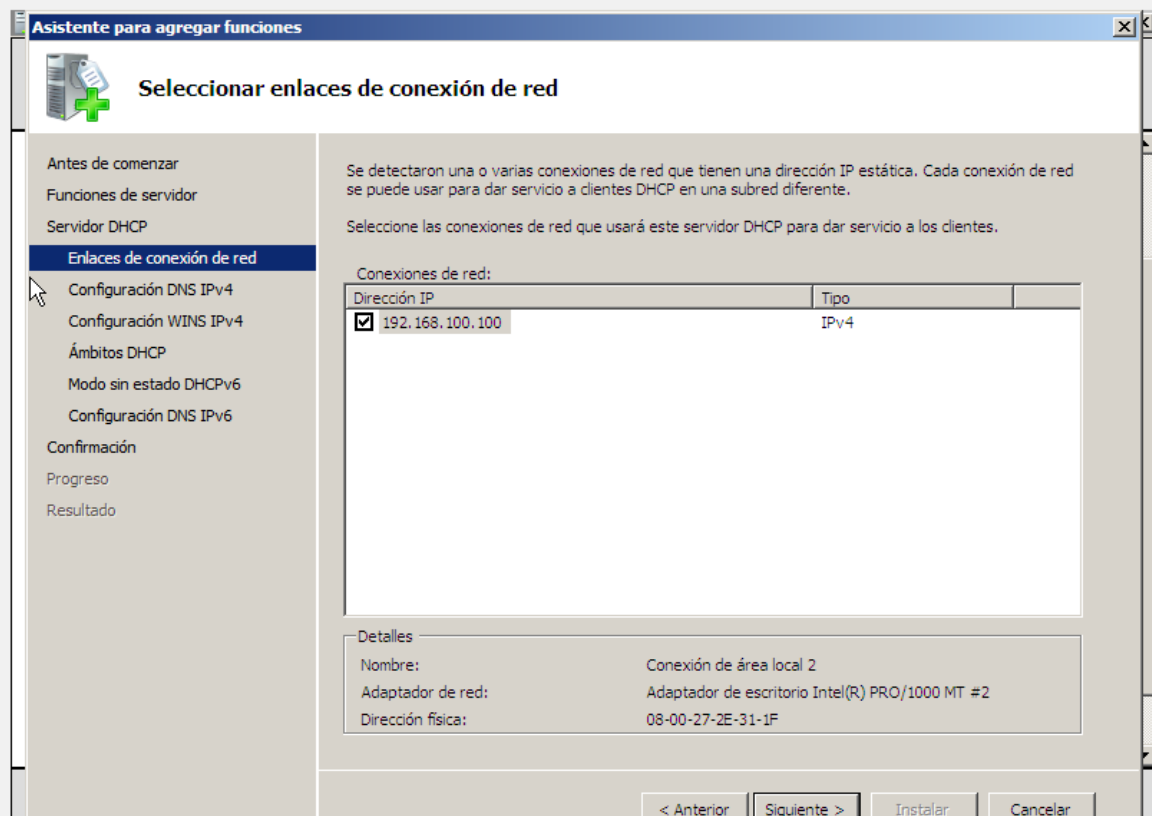 Asistente para agregar funciones
Seleccionar enlaces de conexión de red
Antes de comenzar
Funciones de servidor
Servidor DHCP
Enlaces de conexión de red
Configuración DNS IPv4
Configuración WINS IPv4
Ámbitos DHCP
Modo sin estado DHCPv6
Configuración DNS IPv6
Confirmación
Progreso
Resultado
Se detectaron una o varias conexiones de red que tienen una dirección IP estática. Cada conexión de red
se puede usar para dar servicio a clientes DHCP en una subred diferente.
Seleccione las conexiones de red que usará este servidor DHCP para dar servicio a los clientes.
Conexiones de red:
Dirección IP Tipo
192.168.100.100 IPv4
Detalles
Nombre: Conexión de área local 2
Adaptador de red: Adaptador de escritorio Intel(R) PRO/1000 MT #2
Dirección física: 08-00-27-2E-31-1F
< Anterior Siguiente > Instalar Cancelar